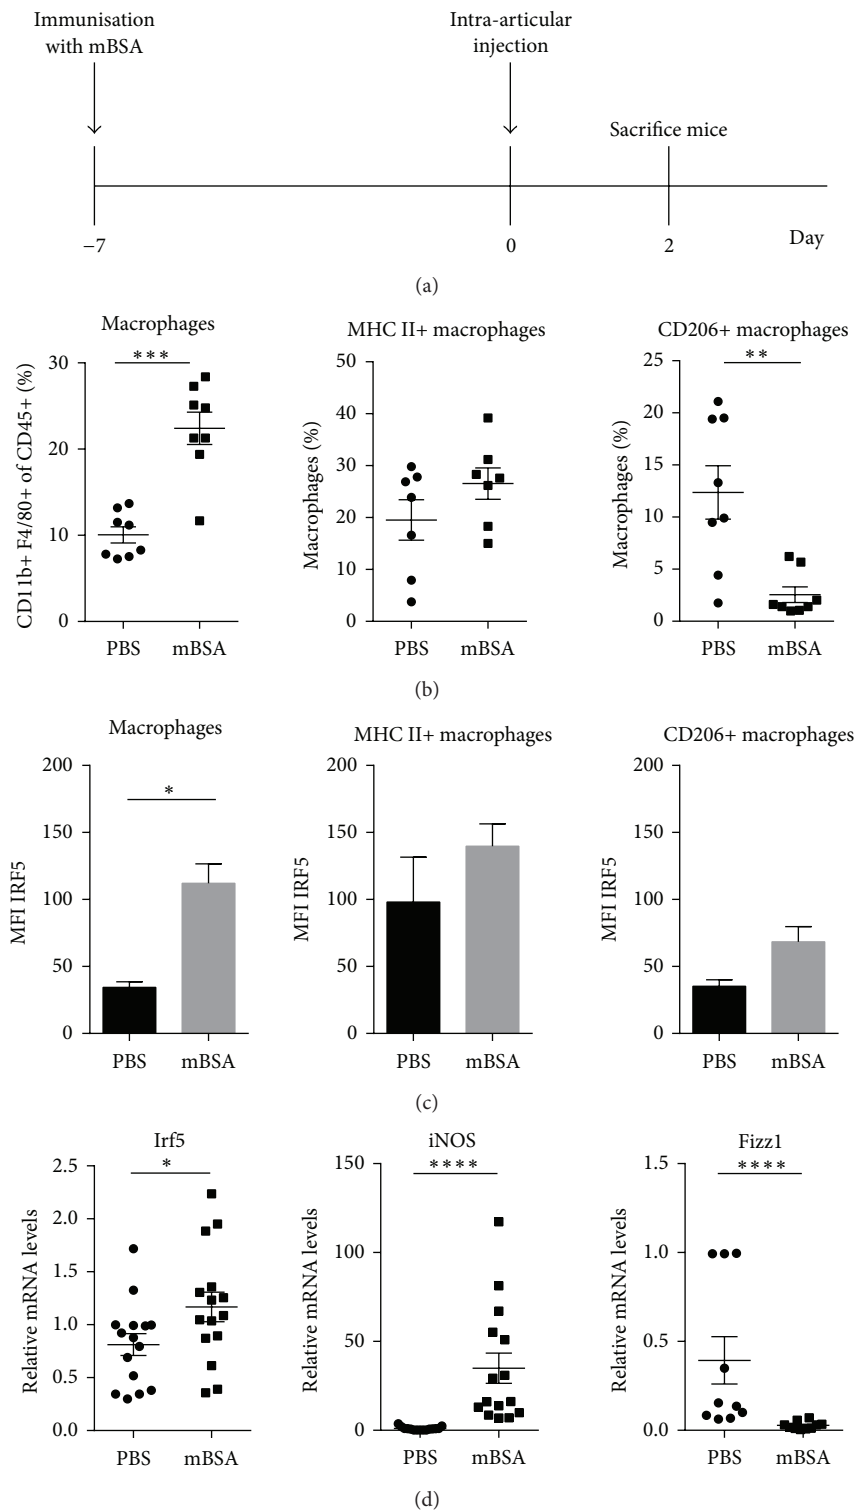 Immunisation
with mBSA
Intra-articular
injection
Sacrifice mice
−7
0
2
Day
(a)
Macrophages
MHC II+ macrophages
CD206+ macrophages
CD11b+ F4/80+ of CD45+ (%)
30
20
10
0
***
PBS
mBSA
Macrophages (%)
50
40
30
20
10
0
PBS
mBSA
Macrophages (%)
25
20
15
10
5
0
**
PBS
mBSA
(b)
Macrophages
MHC II+ macrophages
CD206+ macrophages
MFI IRF5
200
150
100
50
0
*
PBS
mBSA
MFI IRF5
200
150
100
50
0
PBS
mBSA
MFI IRF5
200
150
100
50
0
PBS
mBSA
(c)
Irf5
iNOS
Fizz1
Relative mRNA levels
2.5
2.0
1.5
1.0
0.5
0.0
*
PBS
mBSA
Relative mRNA levels
150
100
50
0
****
PBS
mBSA
Relative mRNA levels
1.5
1.0
0.5
0.0
****
PBS
mBSA
(d)